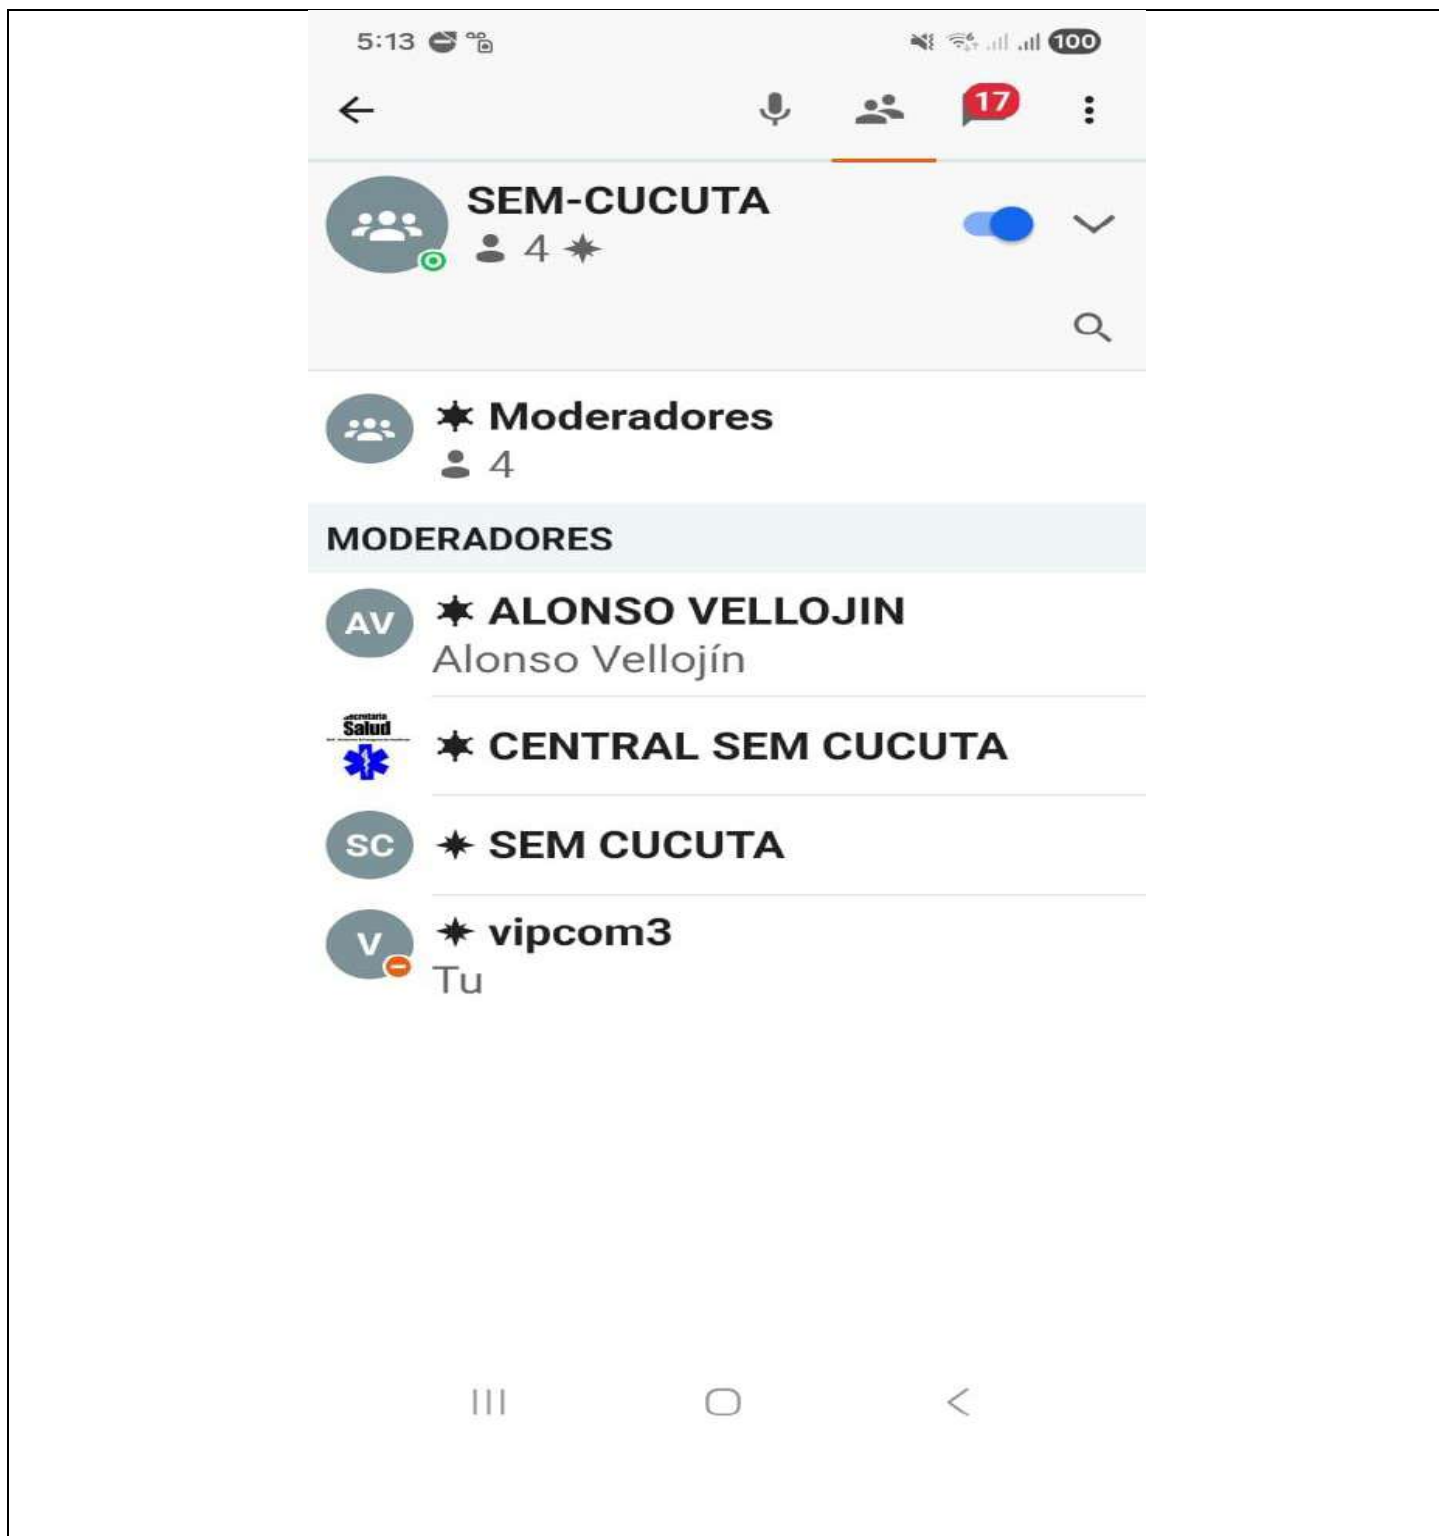 5:13 100
17
SEM-CUCUTA
4
Moderadores
4
MODERADORES
AV ALONSO VELLOJIN
Alonso Vellojín
Salud
CENTRAL SEM CUCUTA
SC SEM CUCUTA
V vipcom3
Tu